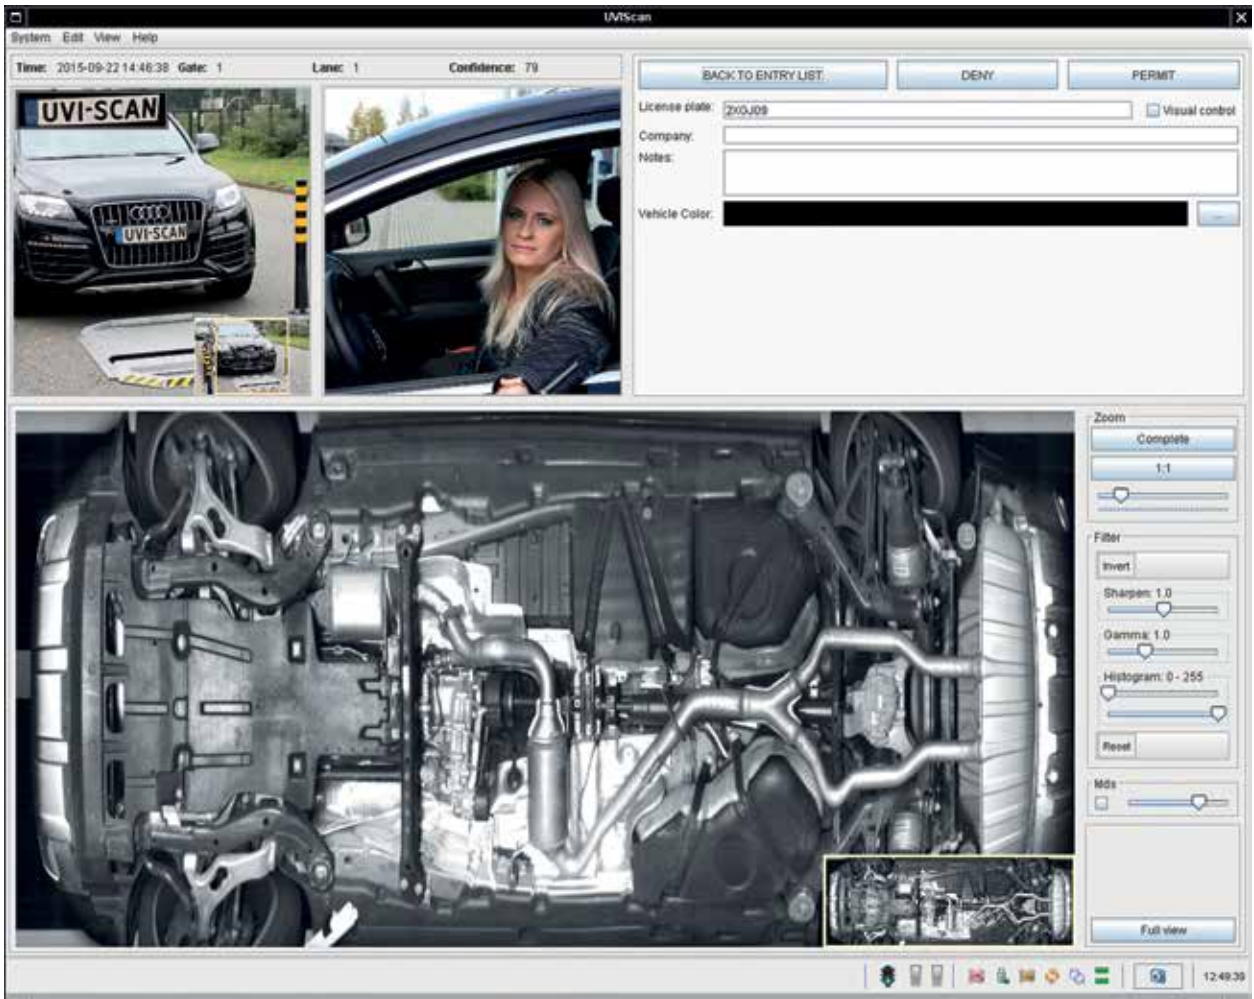 UVIScan
System Edit View Help
Time: 2015-09-22 14:46:38 Gate: 1 Lane: 1 Confidence: 79
BACK TO ENTRY LIST DENY PERMIT
UVI-SCAN
License plate: 2XGJ09 Visual control
Company:
Notes:
Vehicle Color: ...
UVI-SCAN
Zoom
Complete
1:1
Filter
Invert
Sharpen: 1.0
Gamma: 1.0
Histogram: 0 - 255
Reset
Mds
Full view
12:49:39